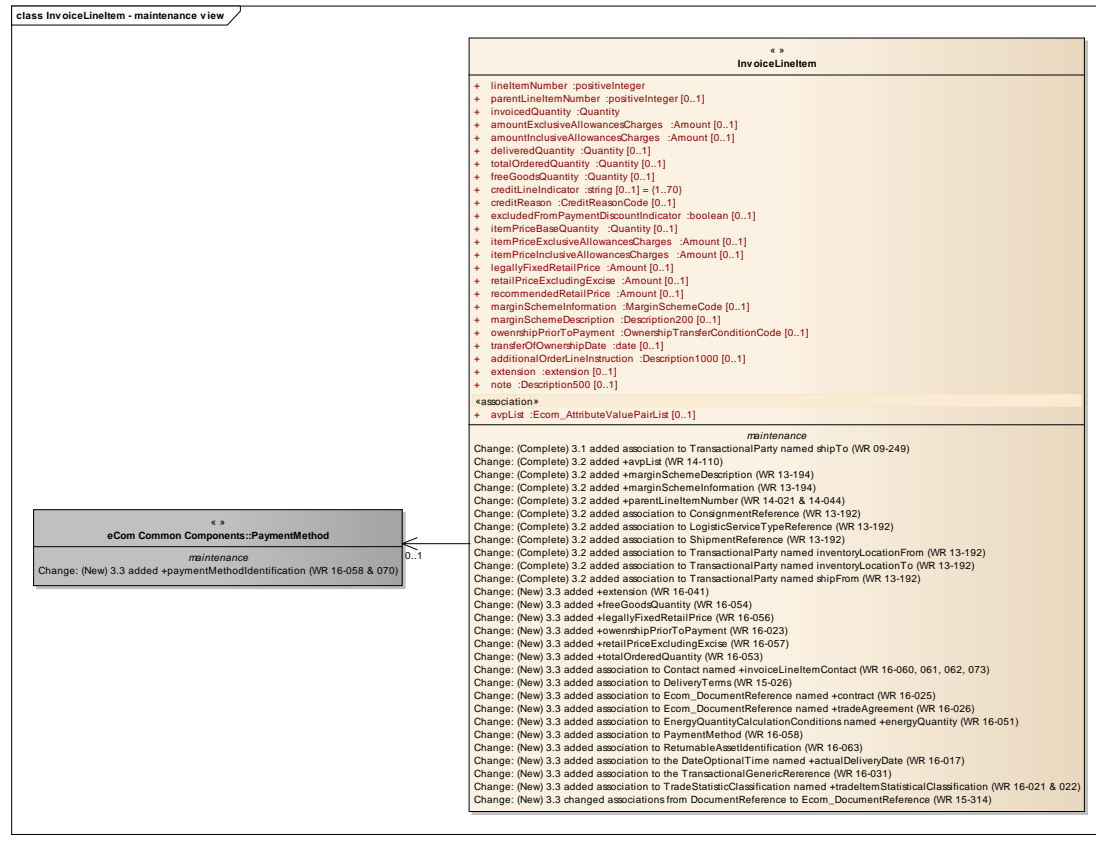 class InvoiceLineItem - maintenance view
« »
InvoiceLineItem
+ lineItemNumber :positiveInteger
+ parentLineItemNumber :positiveInteger [0..1]
+ invoicedQuantity :Quantity
+ amountExclusiveAllowancesCharges :Amount [0..1]
+ amountInclusiveAllowancesCharges :Amount [0..1]
+ deliveredQuantity :Quantity [0..1]
+ totalOrderedQuantity :Quantity [0..1]
+ freeGoodsQuantity :Quantity [0..1]
+ creditLineIndicator :string [0..1] = {1..70}
+ creditReason :CreditReasonCode [0..1]
+ excludedFromPaymentDiscountIndicator :boolean [0..1]
+ itemPriceBaseQuantity :Quantity [0..1]
+ itemPriceExclusiveAllowancesCharges :Amount [0..1]
+ itemPriceInclusiveAllowancesCharges :Amount [0..1]
+ legallyFixedRetailPrice :Amount [0..1]
+ retailPriceExcludingExcise :Amount [0..1]
+ recommendedRetailPrice :Amount [0..1]
+ marginSchemeInformation :MarginSchemeCode [0..1]
+ marginSchemeDescription :Description200 [0..1]
+ owenrshipPriorToPayment :OwnershipTransferConditionCode [0..1]
+ transferOfOwnershipDate :date [0..1]
+ additionalOrderLineInstruction :Description1000 [0..1]
+ extension :extension [0..1]
+ note :Description500 [0..1]
«association»
+ avpList :Ecom_AttributeValuePairList [0..1]
maintenance
Change: (Complete) 3.1 added association to TransactionalParty named shipTo (WR 09-249)
Change: (Complete) 3.2 added +avpList (WR 14-110)
Change: (Complete) 3.2 added +marginSchemeDescription (WR 13-194)
Change: (Complete) 3.2 added +marginSchemeInformation (WR 13-194)
Change: (Complete) 3.2 added +parentLineItemNumber (WR 14-021 & 14-044)
Change: (Complete) 3.2 added association to ConsignmentReference (WR 13-192)
Change: (Complete) 3.2 added association to LogisticServiceTypeReference (WR 13-192)
Change: (Complete) 3.2 added association to ShipmentReference (WR 13-192)
Change: (Complete) 3.2 added association to TransactionalParty named inventoryLocationFrom (WR 13-192)
Change: (Complete) 3.2 added association to TransactionalParty named inventoryLocationTo (WR 13-192)
Change: (Complete) 3.2 added association to TransactionalParty named shipFrom (WR 13-192)
Change: (New) 3.3 added +extension (WR 16-041)
Change: (New) 3.3 added +freeGoodsQuantity (WR 16-054)
Change: (New) 3.3 added +legallyFixedRetailPrice (WR 16-056)
Change: (New) 3.3 added +owenrshipPriorToPayment (WR 16-023)
Change: (New) 3.3 added +retailPriceExcludingExcise (WR 16-057)
Change: (New) 3.3 added +totalOrderedQuantity (WR 16-053)
Change: (New) 3.3 added association to Contact named +invoiceLineItemContact (WR 16-060, 061, 062, 073)
Change: (New) 3.3 added association to DeliveryTerms (WR 15-026)
Change: (New) 3.3 added association to Ecom_DocumentReference named +contract (WR 16-025)
Change: (New) 3.3 added association to Ecom_DocumentReference named +tradeAgreement (WR 16-026)
Change: (New) 3.3 added association to EnergyQuantityCalculationConditions named +energyQuantity (WR 16-051)
Change: (New) 3.3 added association to PaymentMethod (WR 16-058)
Change: (New) 3.3 added association to ReturnableAssetIdentification (WR 16-063)
Change: (New) 3.3 added association to the DateOptionalTime named +actualDeliveryDate (WR 16-017)
Change: (New) 3.3 added association to the TransactionalGenericRererence (WR 16-031)
Change: (New) 3.3 added association to TradeStatisticClassification named +tradeItemStatisticalClassification (WR 16-021 & 022)
Change: (New) 3.3 changed associations from DocumentReference to Ecom_DocumentReference (WR 15-314)
« »
eCom Common Components::PaymentMethod
maintenance
Change: (New) 3.3 added +paymentMethodIdentification (WR 16-058 & 070)
0..1